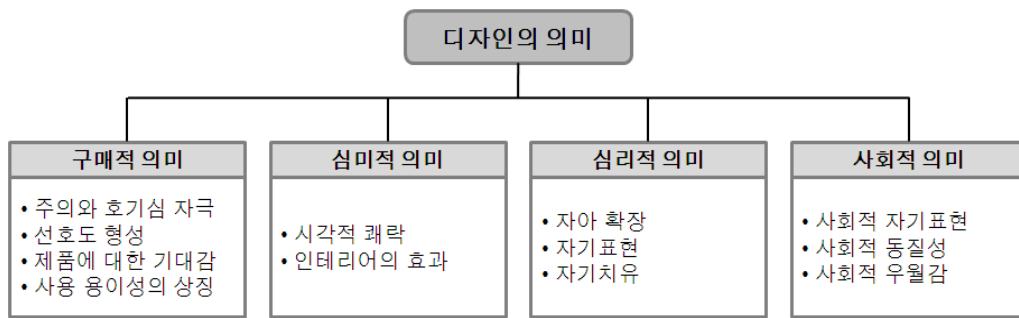 디자인의 의미
구매적 의미
• 주의와 호기심 자극
• 선호도 형성
• 제품에 대한 기대감
• 사용 용이성의 상징
심미적 의미
• 시각적 쾌락
• 인테리어의 효과
심리적 의미
• 자아 확장
• 자기표현
• 자기치유
사회적 의미
• 사회적 자기표현
• 사회적 동질성
• 사회적 우월감